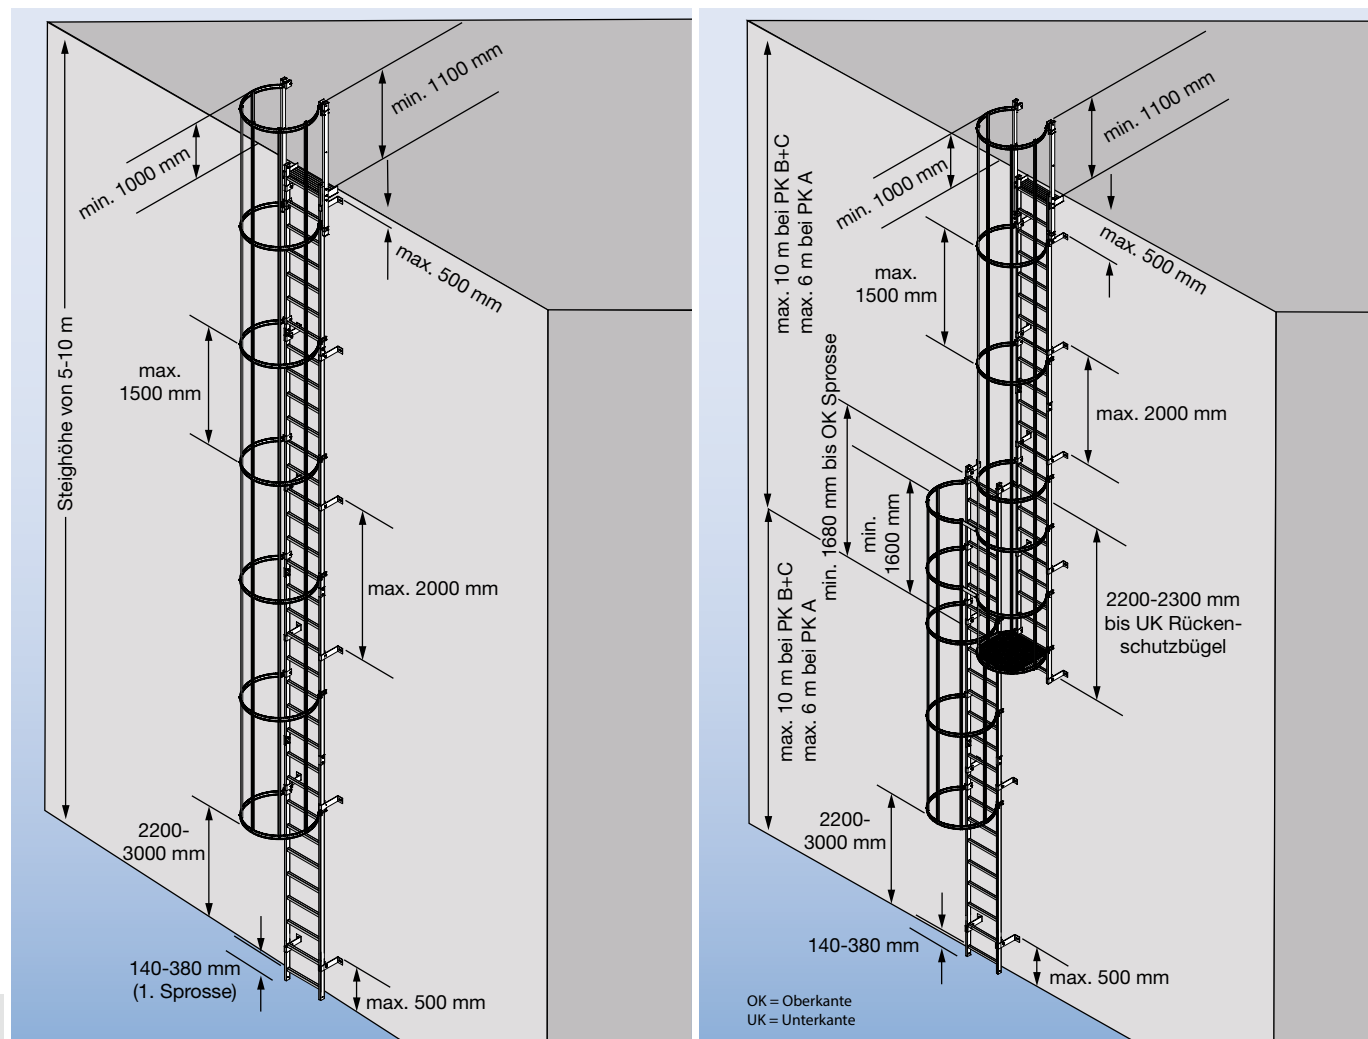 min. 1100 mm
min. 1000 mm
max. 500 mm
Steighöhe von 5-10 m
max.
1500 mm
max. 2000 mm
2200-
3000 mm
140-380 mm
(1. Sprosse)
max. 500 mm
min. 1100 mm
min. 1000 mm
max. 10 m bei PK B+C
max. 6 m bei PK A
max. 500 mm
max.
1500 mm
max. 2000 mm
min. 1680 mm bis OK Sprosse
min.
1600 mm
max. 10 m bei PK B+C
max. 6 m bei PK A
2200-2300 mm
bis UK Rücken-
schutzbügel
2200-
3000 mm
140-380 mm
max. 500 mm
OK = Oberkante
UK = Unterkante